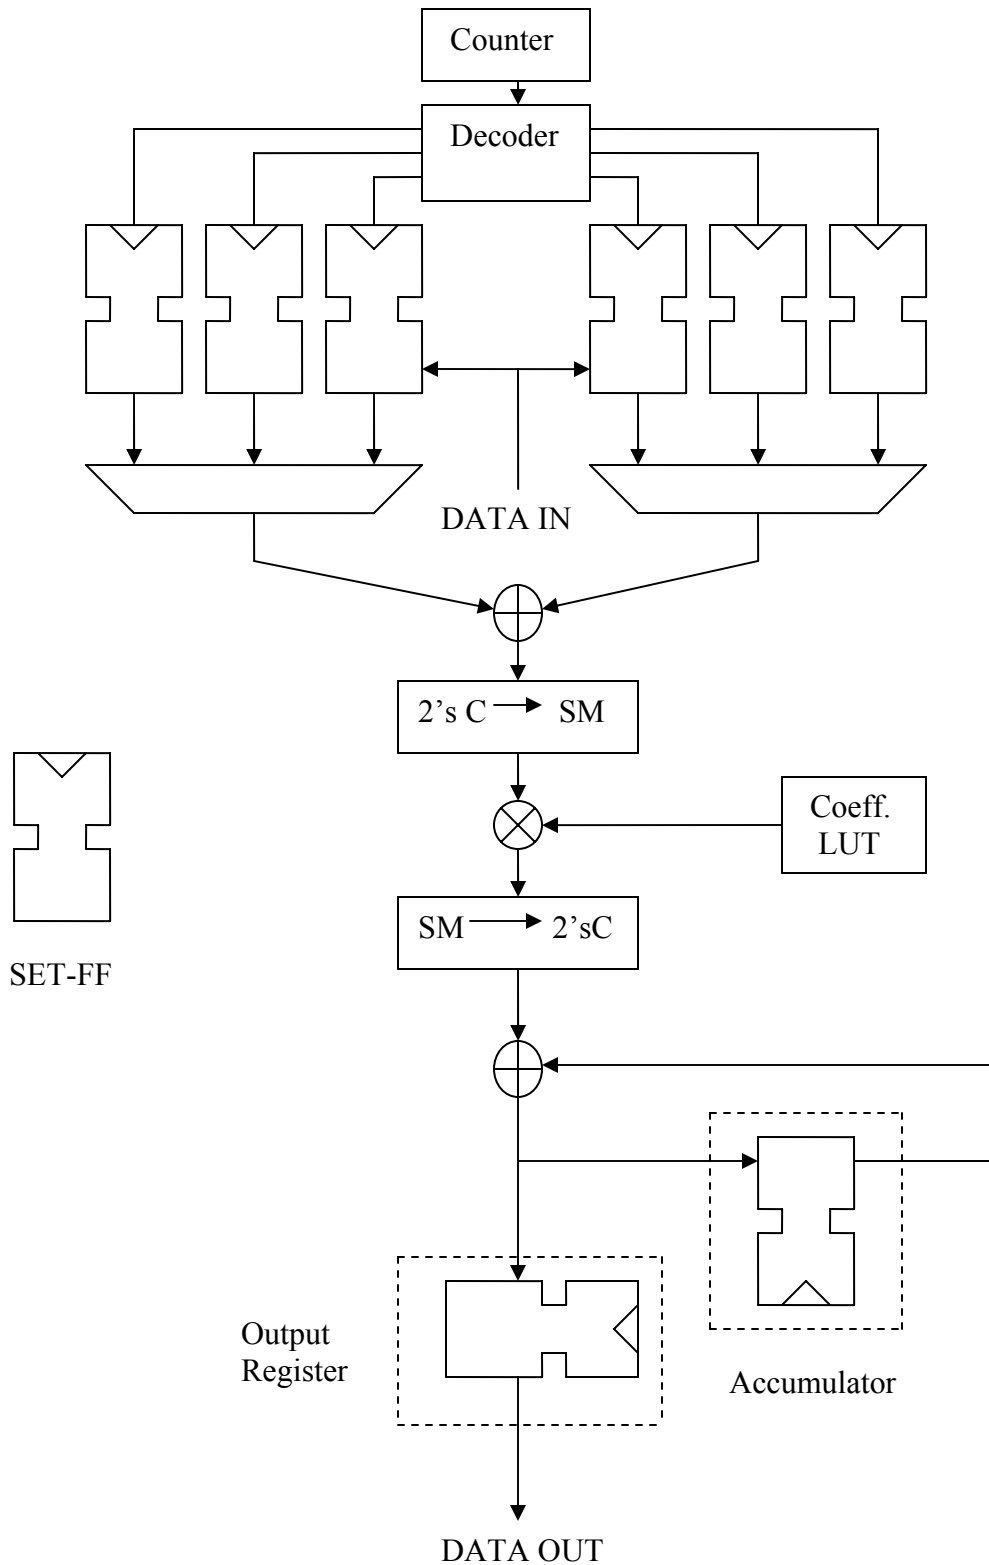 Counter
Decoder
DATA IN
2’s C SM
Coeff.
LUT
SM 2’sC
SET-FF
Output
Register
Accumulator
DATA OUT